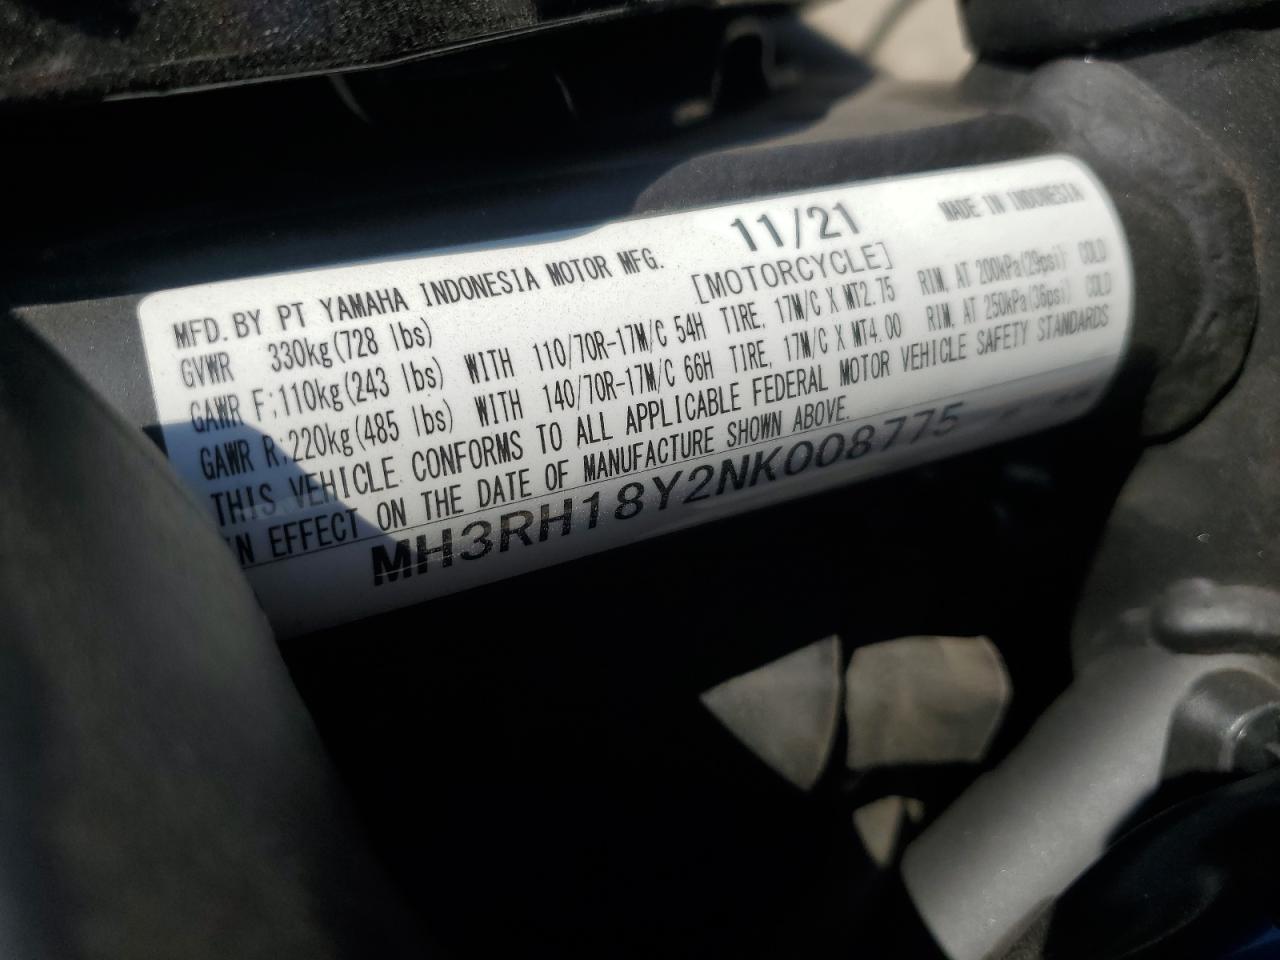 MFD. BY PT YAMAHA INDONESIA MOTOR MFG. 11/21 MADE IN INDONESIA
GVWR 330kg(728 lbs) [MOTORCYCLE]
GAWR F;110kg(243 lbs) WITH 110/70R-17M/C 54H TIRE, 17M/C X MT2.75 RIM, AT 200kPa(29psi) COLD
GAWR R;220kg(485 lbs) WITH 140/70R-17M/C 66H TIRE, 17M/C X MT4.00 RIM, AT 250kPa(36psi) COLD
THIS VEHICLE CONFORMS TO ALL APPLICABLE FEDERAL MOTOR VEHICLE SAFETY STANDARDS
IN EFFECT ON THE DATE OF MANUFACTURE SHOWN ABOVE.
MH3RH18Y2NK008775